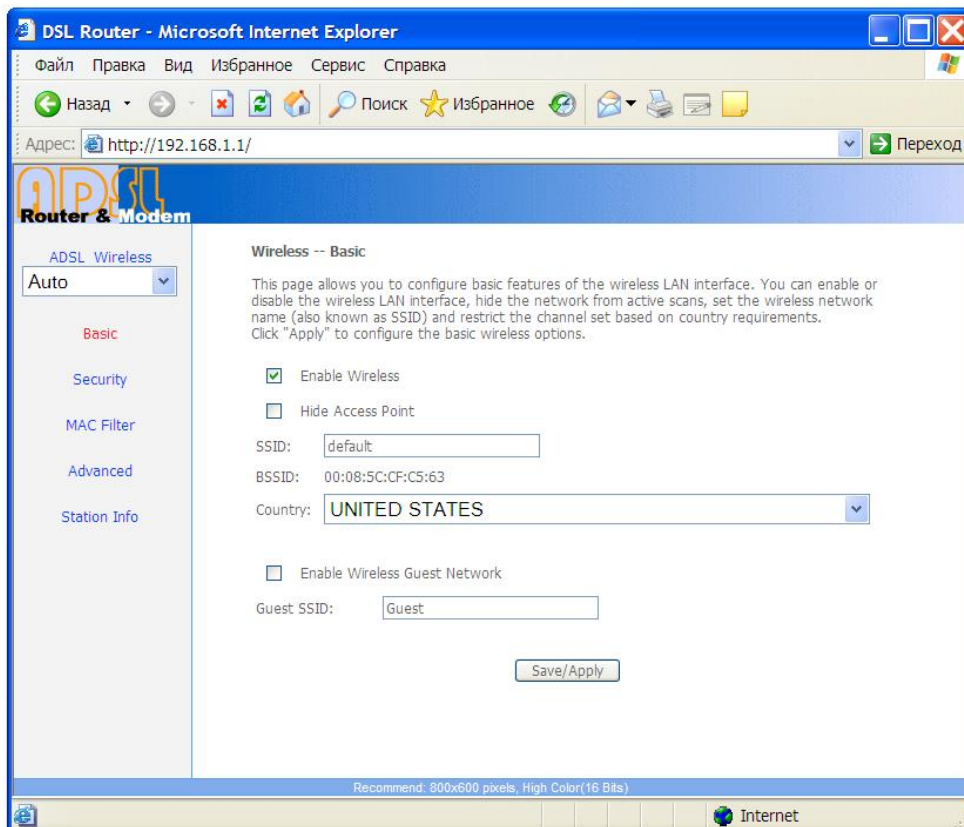 DSL Router - Microsoft Internet Explorer
Файл Правка Вид Избранное Сервис Справка
Назад Поиск Избранное
Адрес: http://192.168.1.1/ Переход
ADSL
Router & Modem
ADSL Wireless
Auto
Basic
Security
MAC Filter
Advanced
Station Info
Wireless -- Basic
This page allows you to configure basic features of the wireless LAN interface. You can enable or
disable the wireless LAN interface, hide the network from active scans, set the wireless network
name (also known as SSID) and restrict the channel set based on country requirements.
Click "Apply" to configure the basic wireless options.
Enable Wireless
Hide Access Point
SSID: default
BSSID: 00:08:5C:CF:C5:63
Country: UNITED STATES
Enable Wireless Guest Network
Guest SSID: Guest
Save/Apply
Recommend: 800x600 pixels, High Color(16 Bits)
Internet